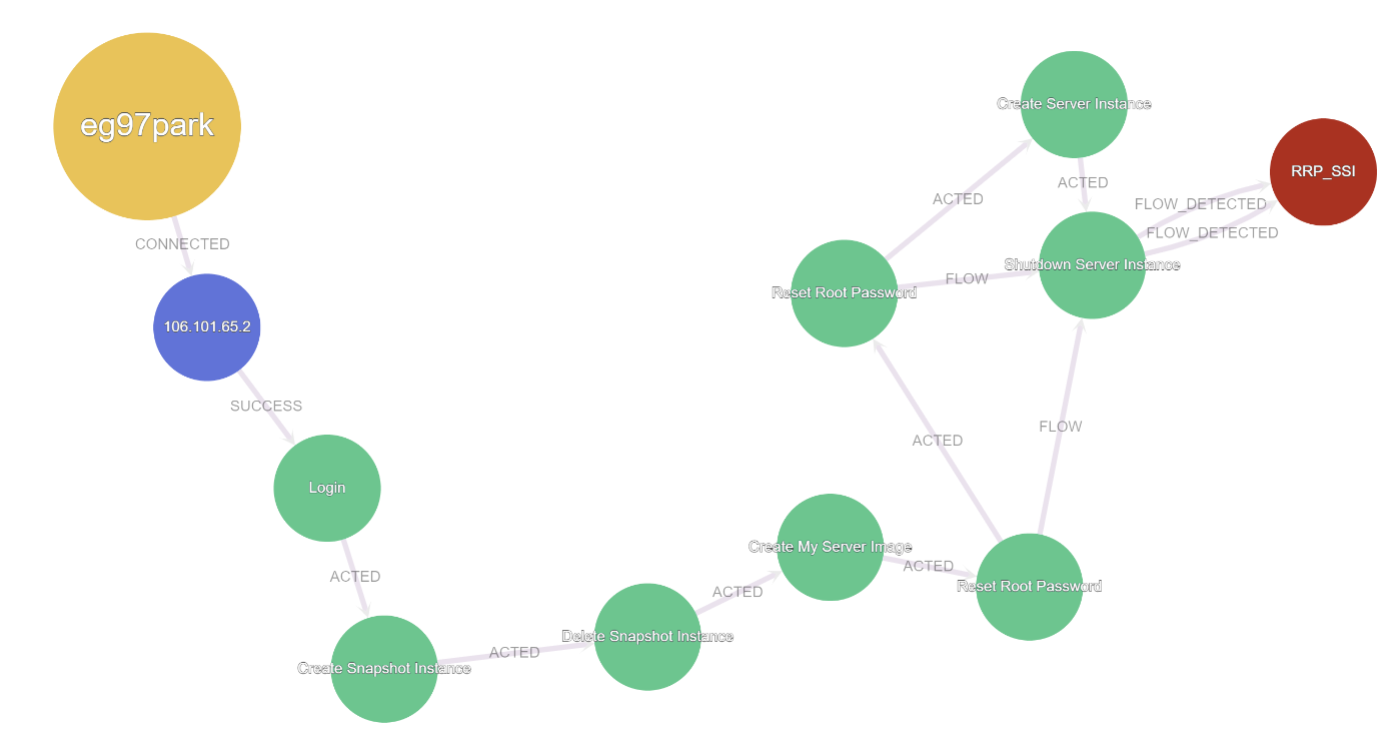 eg97park
CONNECTED
106.101.65.2
SUCCESS
Login
ACTED
Create Snapshot Instance
ACTED
Delete Snapshot Instance
ACTED
Create My Server Image
ACTED
Reset Root Password
ACTED
FLOW
Reset Root Password
ACTED
FLOW
Create Server Instance
ACTED
Shutdown Server Instance
FLOW_DETECTED
FLOW_DETECTED
RRP_SSI